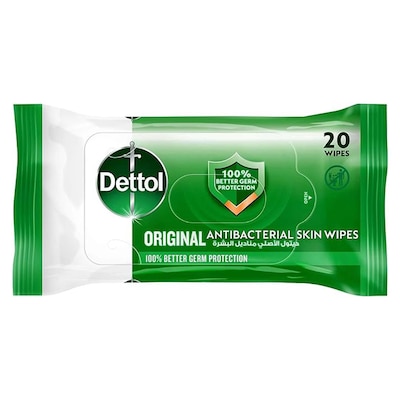 Dettol
100%
BETTER GERM
PROTECTION
20
WIPES
OPEN
ORIGINAL ANTIBACTERIAL SKIN WIPES
ديتول الأصلي مناديل البشرة
100% BETTER GERM PROTECTION